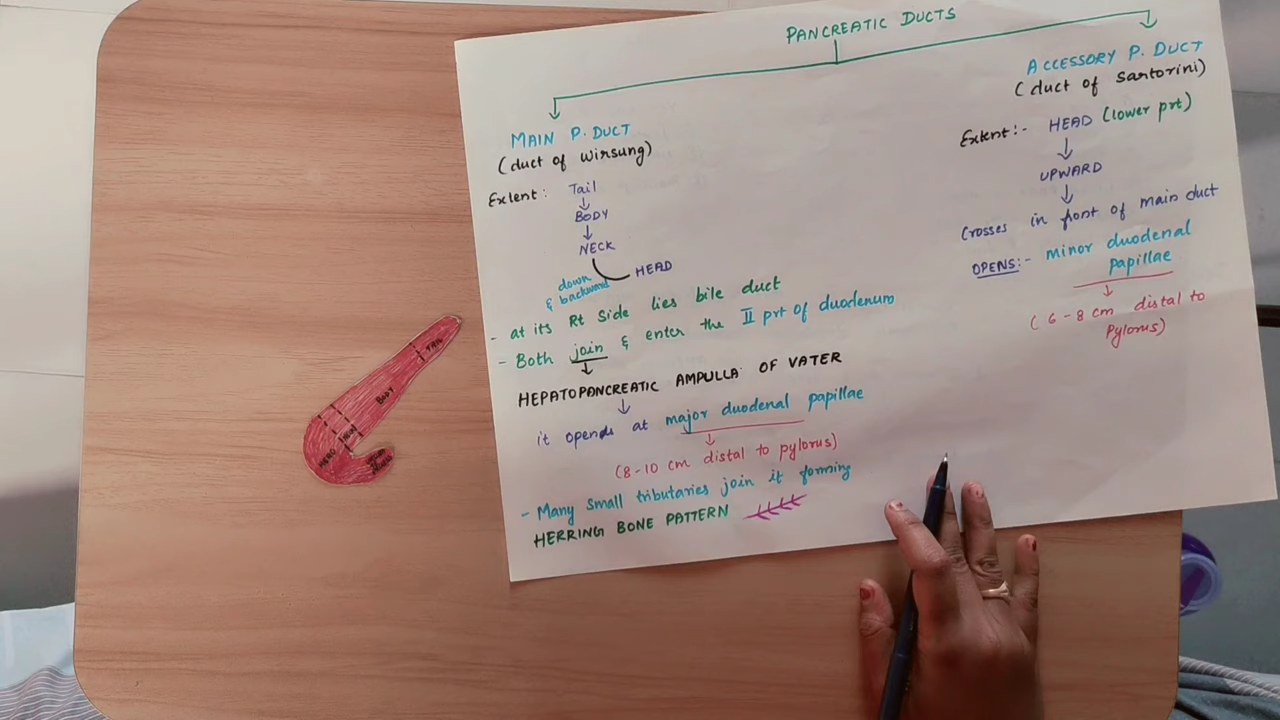 PANCREATIC DUCTS
MAIN P. DUCT
(duct of wirsung)
Extent: Tail
BODY
NECK
HEAD
down
& backward
- at its Rt Side lies bile duct
- Both join & enter the II prt of duodenum
HEPATOPANCREATIC AMPULLA OF VATER
it opends at major duodenal papillae
(8-10 cm distal to pylorus)
- Many small tributaries join it forming
HERRING BONE PATTERN
ACCESSORY P. DUCT
(duct of Sartorini)
Extent:- HEAD (lower prt)
UPWARD
Crosses in front of main duct
OPENS:- minor duodenal
papillae
(6-8 cm distal to
Pylorus)
TAIL
BODY
NECK
HEAD